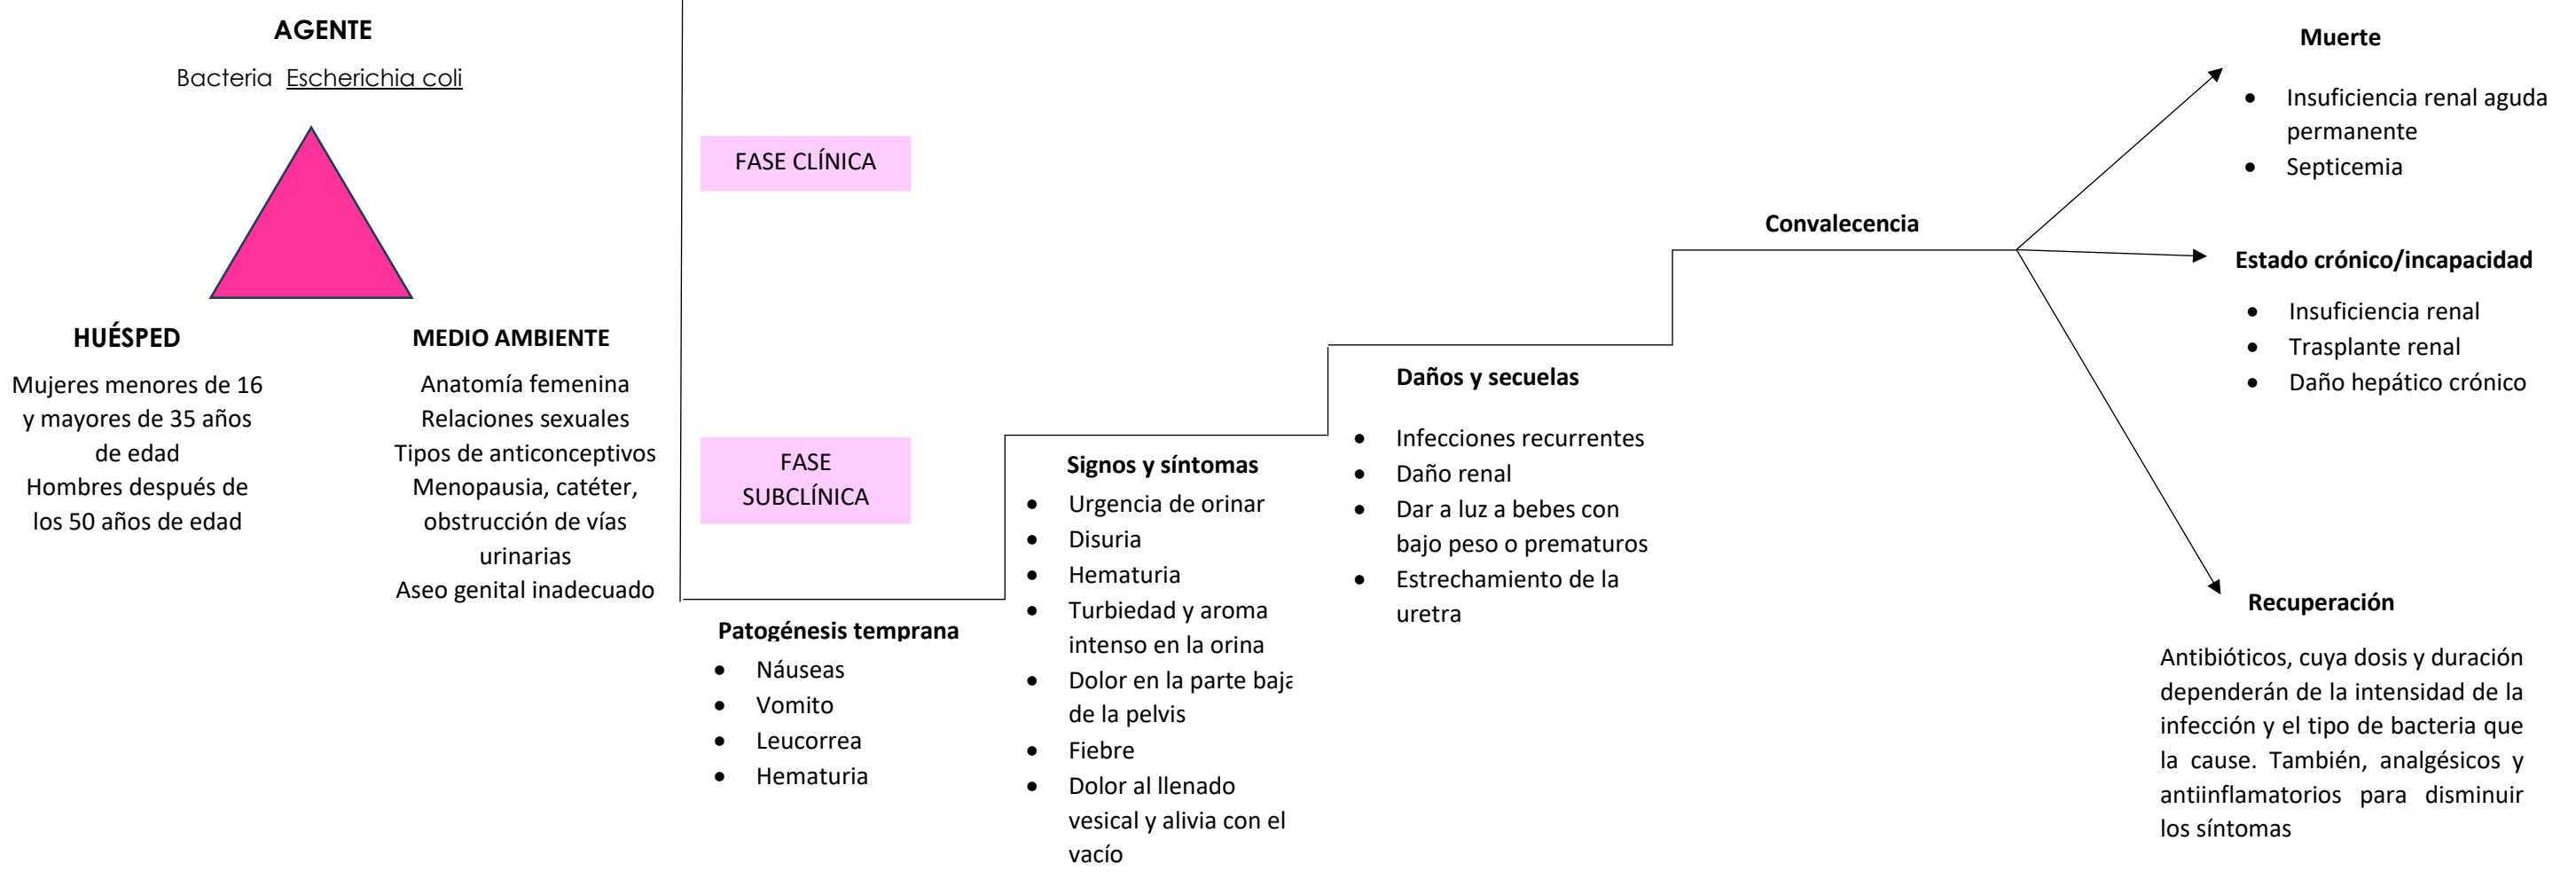 AGENTE
Bacteria Escherichia coli
HUÉSPED
Mujeres menores de 16
y mayores de 35 años
de edad
Hombres después de
los 50 años de edad
MEDIO AMBIENTE
Anatomía femenina
Relaciones sexuales
Tipos de anticonceptivos
Menopausia, catéter,
obstrucción de vías
urinarias
Aseo genital inadecuado
FASE CLÍNICA
FASE
SUBCLÍNICA
Patogénesis temprana
• Náuseas
• Vomito
• Leucorrea
• Hematuria
Signos y síntomas
• Urgencia de orinar
• Disuria
• Hematuria
• Turbiedad y aroma
intenso en la orina
• Dolor en la parte baja
de la pelvis
• Fiebre
• Dolor al llenado
vesical y alivia con el
vacío
Daños y secuelas
• Infecciones recurrentes
• Daño renal
• Dar a luz a bebes con
bajo peso o prematuros
• Estrechamiento de la
uretra
Convalecencia
Muerte
• Insuficiencia renal aguda
permanente
• Septicemia
Estado crónico/incapacidad
• Insuficiencia renal
• Trasplante renal
• Daño hepático crónico
Recuperación
Antibióticos, cuya dosis y duración
dependerán de la intensidad de la
infección y el tipo de bacteria que
la cause. También, analgésicos y
antiinflamatorios para disminuir
los síntomas